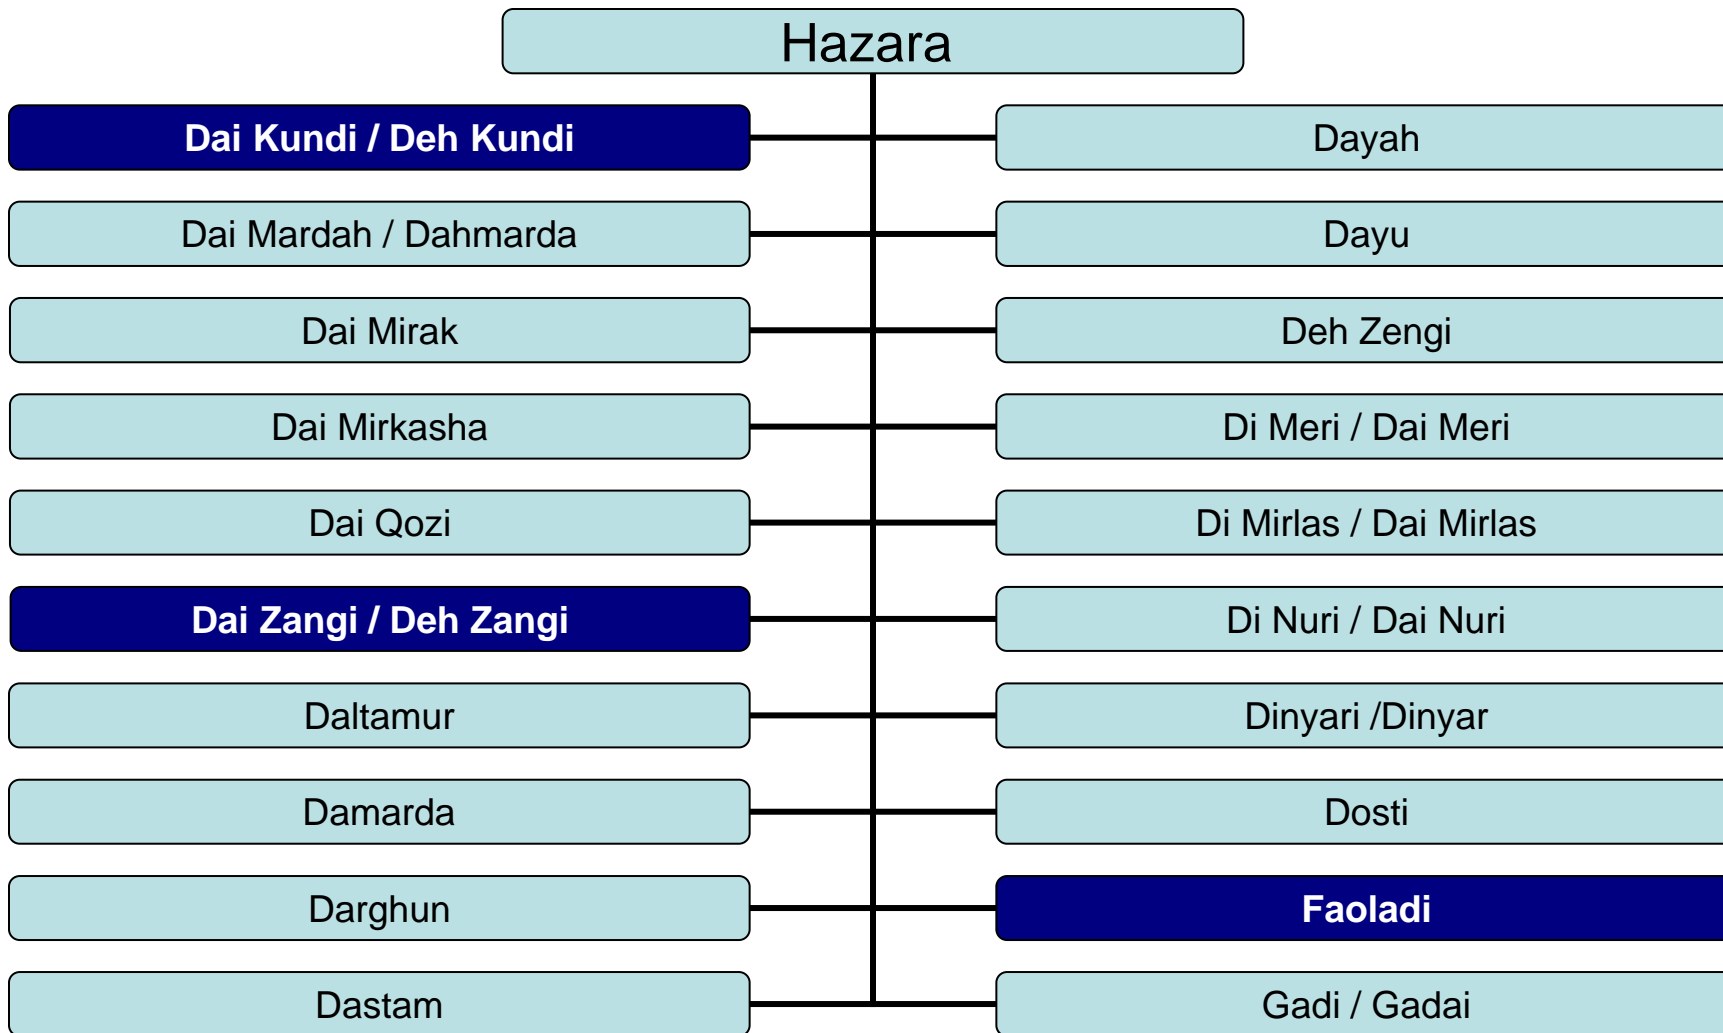 Hazara
Dai Kundi / Deh Kundi
Dayah
Dai Mardah / Dahmarda
Dayu
Dai Mirak
Deh Zengi
Dai Mirkasha
Di Meri / Dai Meri
Dai Qozi
Di Mirlas / Dai Mirlas
Dai Zangi / Deh Zangi
Di Nuri / Dai Nuri
Daltamur
Dinyari /Dinyar
Damarda
Dosti
Darghun
Faoladi
Dastam
Gadi / Gadai